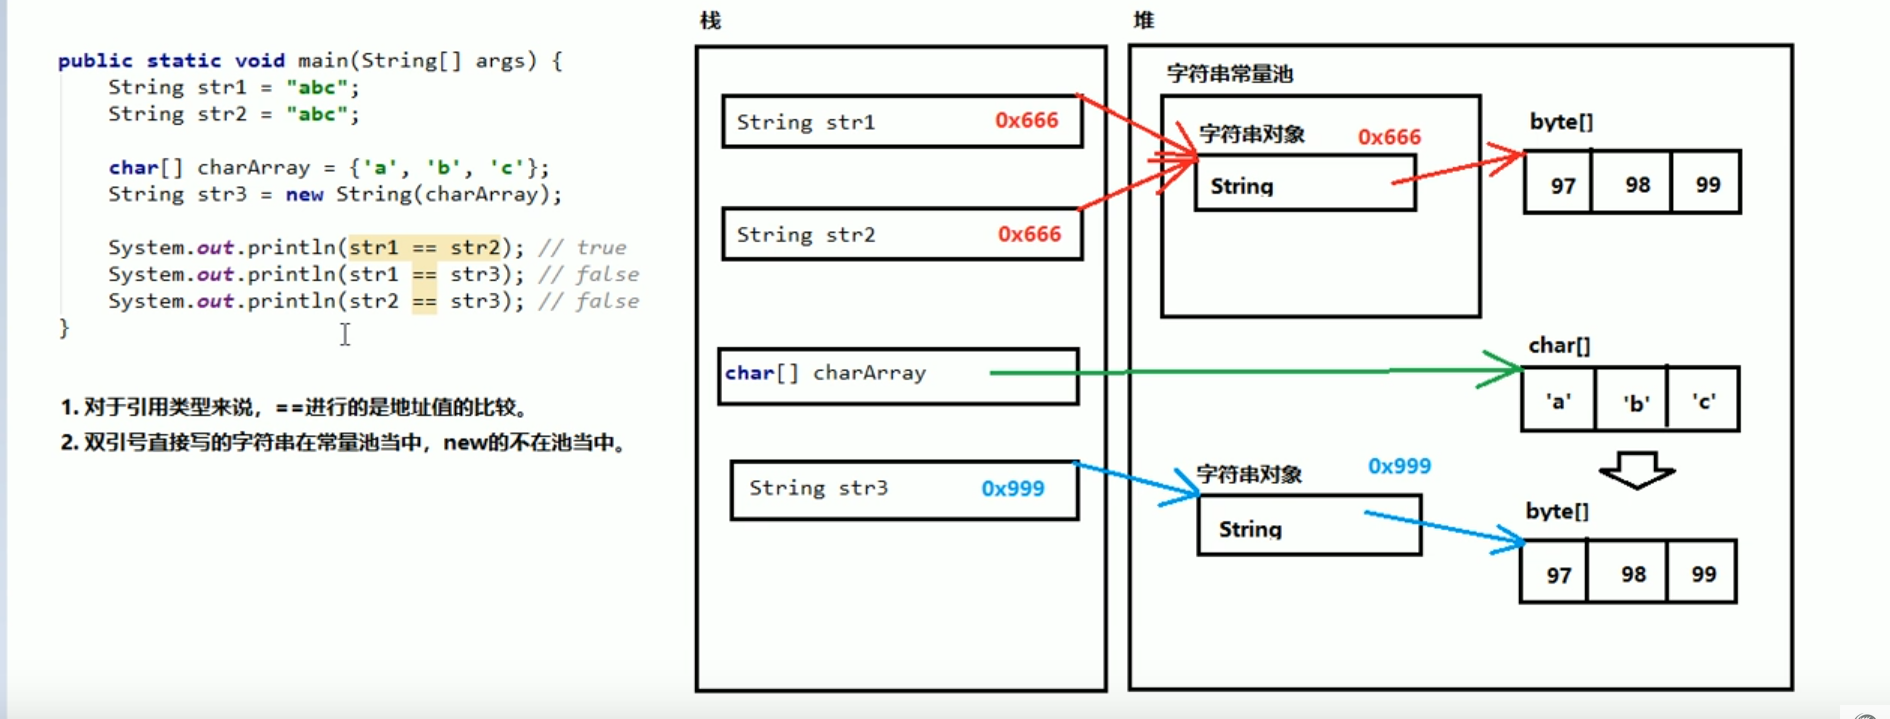 public static void main(String[] args) {
String str1 = "abc";
String str2 = "abc";
char[] charArray = {'a', 'b', 'c'};
String str3 = new String(charArray);
System.out.println(str1 == str2); // true
System.out.println(str1 == str3); // false
System.out.println(str2 == str3); // false
}
1. 对于引用类型来说，==进行的是地址值的比较。
2. 双引号直接写的字符串在常量池当中，new的不在池当中。
栈
String str1 0x666
String str2 0x666
char[] charArray
String str3 0x999
堆
字符串常量池
字符串对象 0x666
String
byte[]
97 98 99
char[]
'a' 'b' 'c'
字符串对象 0x999
String
byte[]
97 98 99